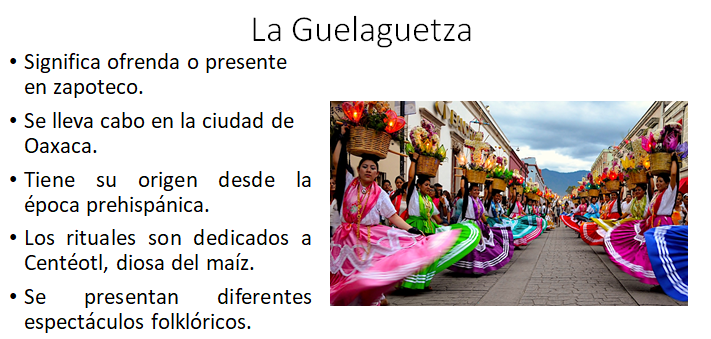 La Guelaguetza
• Significa ofrenda o presente
en zapoteco.
• Se lleva cabo en la ciudad de
Oaxaca.
• Tiene su origen desde la
época prehispánica.
• Los rituales son dedicados a
Centéotl, diosa del maíz.
• Se presentan diferentes
espectáculos folklóricos.